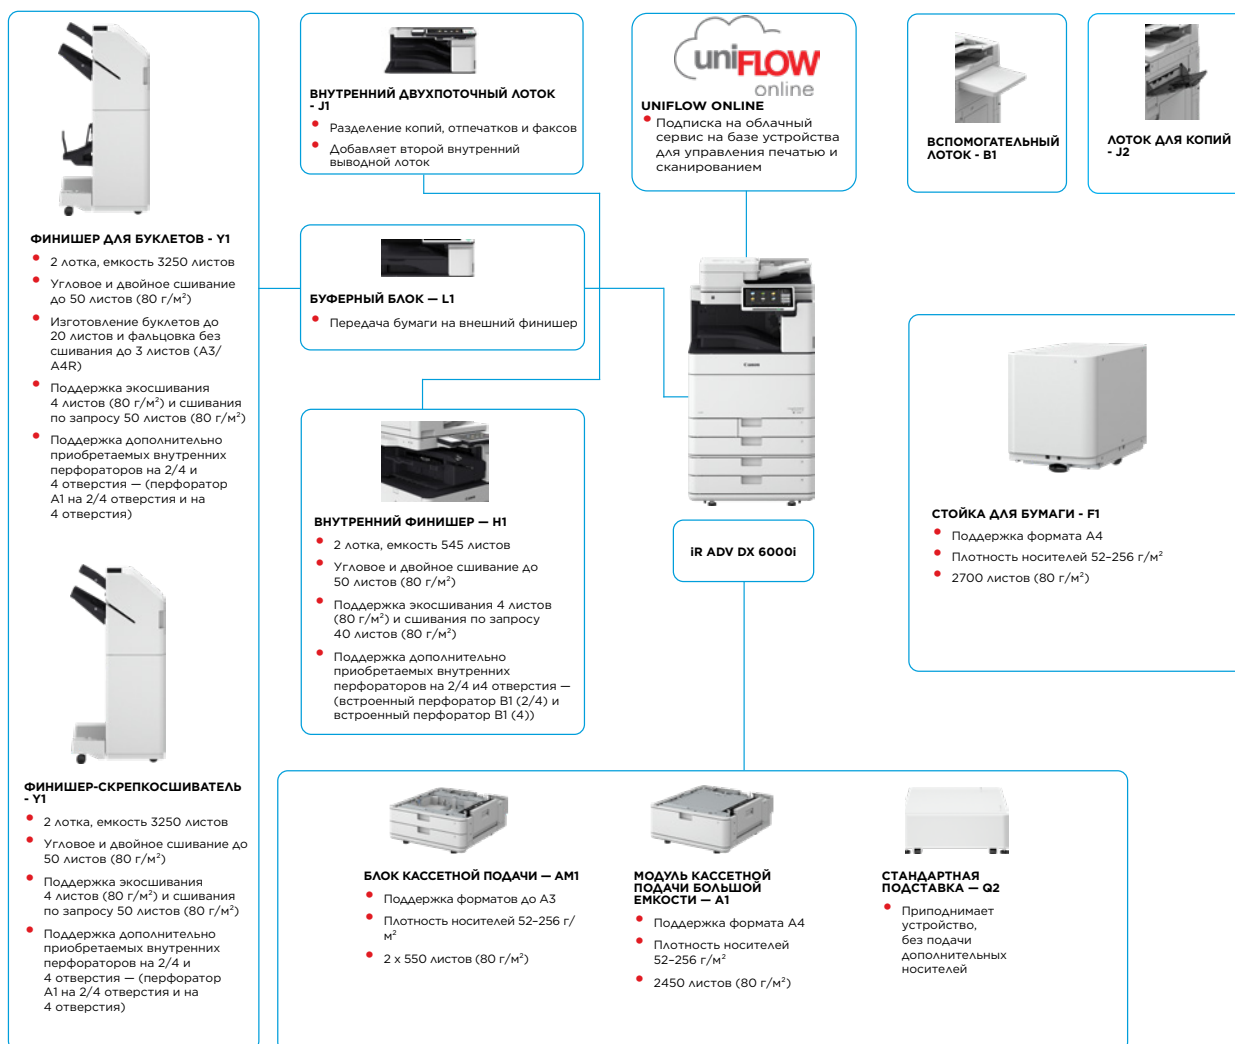 ФИНИШЕР ДЛЯ БУКЛЕТОВ - Y1
2 лотка, емкость 3250 листов
Угловое и двойное сшивание
до 50 листов (80 г/м²)
Изготовление буклетов до
20 листов и фальцовка без
сшивания до 3 листов (А3/
A4R)
Поддержка экосшивания
4 листов (80 г/м²) и сшивания
по запросу 50 листов (80 г/м²)
Поддержка дополнительно
приобретаемых внутренних
перфораторов на 2/4 и
4 отверстия — (перфоратор
A1 на 2/4 отверстия и на
4 отверстия)
ФИНИШЕР-СКРЕПКОСШИВАТЕЛЬ
- Y1
2 лотка, емкость 3250 листов
Угловое и двойное сшивание до
50 листов (80 г/м²)
Поддержка экосшивания
4 листов (80 г/м²) и сшивания
по запросу 50 листов (80 г/м²)
Поддержка дополнительно
приобретаемых внутренних
перфораторов на 2/4 и
4 отверстия — (перфоратор
A1 на 2/4 отверстия и на
4 отверстия)
ВНУТРЕННИЙ ДВУХПОТОЧНЫЙ ЛОТОК
- J1
Разделение копий, отпечатков и факсов
Добавляет второй внутренний
выводной лоток
БУФЕРНЫЙ БЛОК — L1
Передача бумаги на внешний финишер
ВНУТРЕННИЙ ФИНИШЕР — H1
2 лотка, емкость 545 листов
Угловое и двойное сшивание до
50 листов (80 г/м²)
Поддержка экосшивания 4 листов
(80 г/м²) и сшивания по запросу
40 листов (80 г/м²)
Поддержка дополнительно
приобретаемых внутренних
перфораторов на 2/4 и4 отверстия —
(встроенный перфоратор B1 (2/4) и
встроенный перфоратор B1 (4))
uniFLOW
online
UNIFLOW ONLINE
Подписка на облачный
сервис на базе устройства
для управления печатью и
сканированием
Canon
iR ADV DX 6000i
ВСПОМОГАТЕЛЬНЫЙ
ЛОТОК - B1
ЛОТОК ДЛЯ КОПИЙ
- J2
СТОЙКА ДЛЯ БУМАГИ - F1
Поддержка формата A4
Плотность носителей 52–256 г/м²
2700 листов (80 г/м²)
БЛОК КАССЕТНОЙ ПОДАЧИ — AM1
Поддержка форматов до А3
Плотность носителей 52–256 г/
м²
2 x 550 листов (80 г/м²)
МОДУЛЬ КАССЕТНОЙ
ПОДАЧИ БОЛЬШОЙ
ЕМКОСТИ — A1
Поддержка формата A4
Плотность носителей
52–256 г/м²
2450 листов (80 г/м²)
СТАНДАРТНАЯ
ПОДСТАВКА — Q2
Приподнимает
устройство,
без подачи
дополнительных
носителей